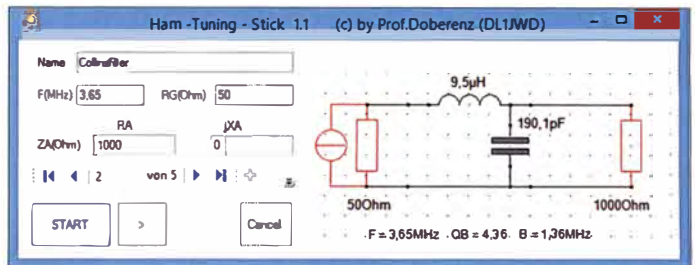 Ham -Tuning - Stick 1.1 (c) by Prof.Doberenz (DL1JWD)
Name Collinsfilter
F(MHz) 3,65 RG(Ohm) 50
RA jXA
ZA(Ohm) 1000 0
2 von 5
START > Cancel
9,5µH
190,1pF
50Ohm 1000Ohm
F = 3,65MHz QB = 4,36 B = 1,36MHz